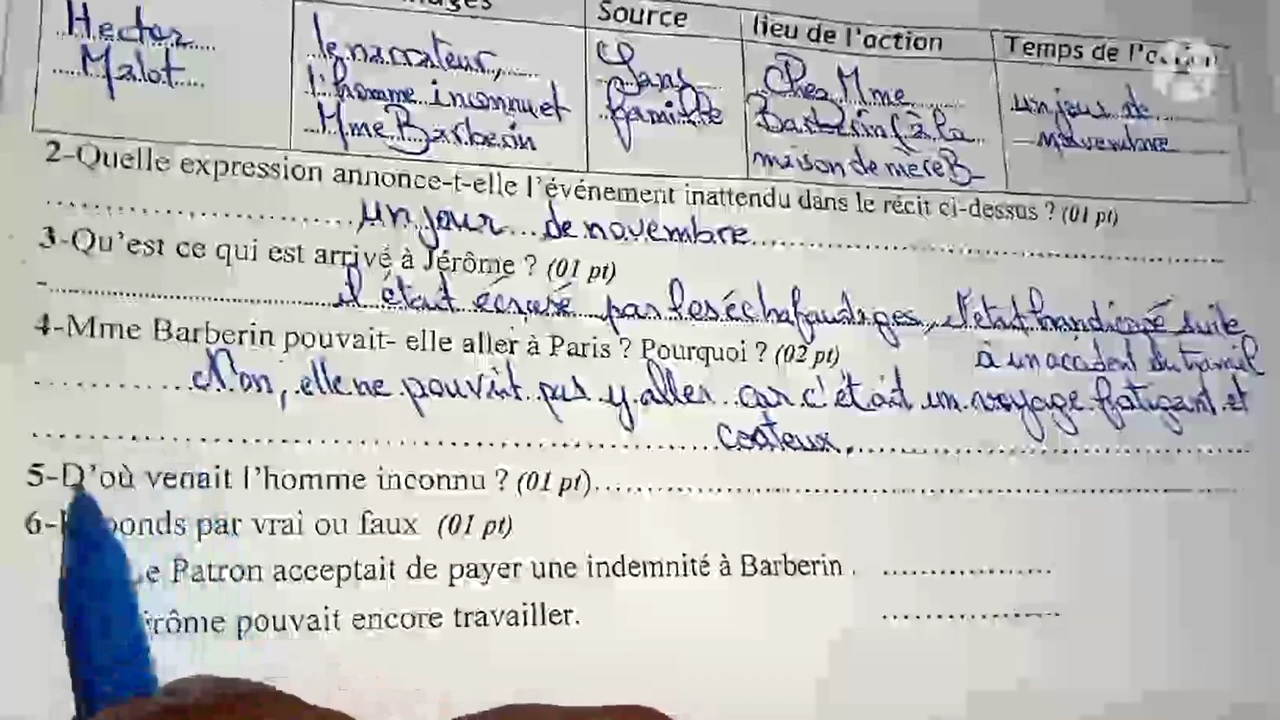 Source
lieu de l'action
Temps de l'action
Hector
Malot
le narrateur,
l'homme inconnu et
Mme Barberin
Sans
famille
Chez Mme
Barberin (à la
maison de mère B
un jour de
novembre
2-Quelle expression annonce-t-elle l'événement inattendu dans le récit ci-dessus ? (01 pt)
un jour de novembre
3-Qu'est ce qui est arrivé à Jérôme ? (01 pt)
il était écrasé par les échafaudages, il était handicapé suite
à un accident du travail
4-Mme Barberin pouvait- elle aller à Paris ? Pourquoi ? (02 pt)
Non, elle ne pouvait pas y aller car c'était un voyage fatigant et
coûteux,
5-D'où venait l'homme inconnu ? (01 pt)
6- ponds par vrai ou faux (01 pt)
e Patron acceptait de payer une indemnité à Barberin .
rôme pouvait encore travailler.